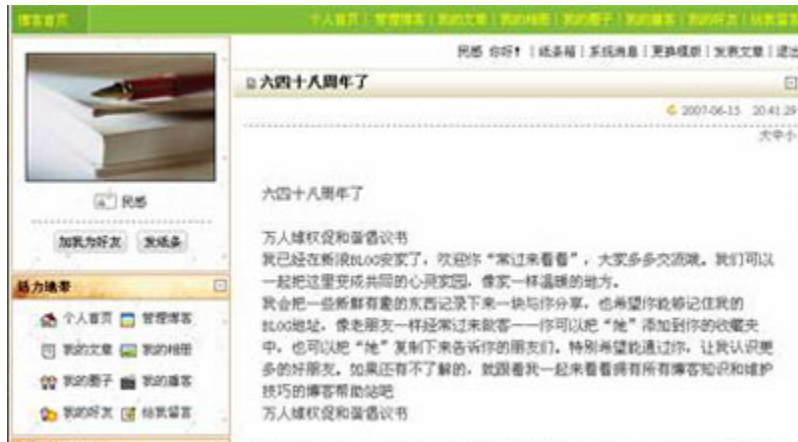 博客首页
个人首页 | 管理博客 | 我的文章 | 我的相册 | 我的圈子 | 我的播客 | 我的好友 | 给我留言
民感 你好! | 纸条箱 | 系统消息 | 更换模版 | 发表文章 | 退出
六四十八周年了
2007-06-15 20:41:29
大中小
民感
加我为好友 发纸条
活力地带
个人首页 管理博客
我的文章 我的相册
我的圈子 我的播客
我的好友 给我留言
六四十八周年了
万人维权促和谐倡议书
我已经在新浪BLOG安家了,欢迎你“常过来看看”,大家多多交流哦。我们可以
一起把这里变成共同的心灵家园,像家一样温暖的地方。
我会把一些新鲜有趣的东西记录下来一块与你分享,也希望你能够记住我的
BLOG地址,像老朋友一样经常过来做客——你可以把“她”添加到你的收藏夹
中,也可以把“她”复制下来告诉你的朋友们。特别希望能通过你,让我认识更
多的好朋友。如果还有不了解的,就跟着我一起来看看拥有所有博客知识和维护
技巧的博客帮助站吧
万人维权促和谐倡议书